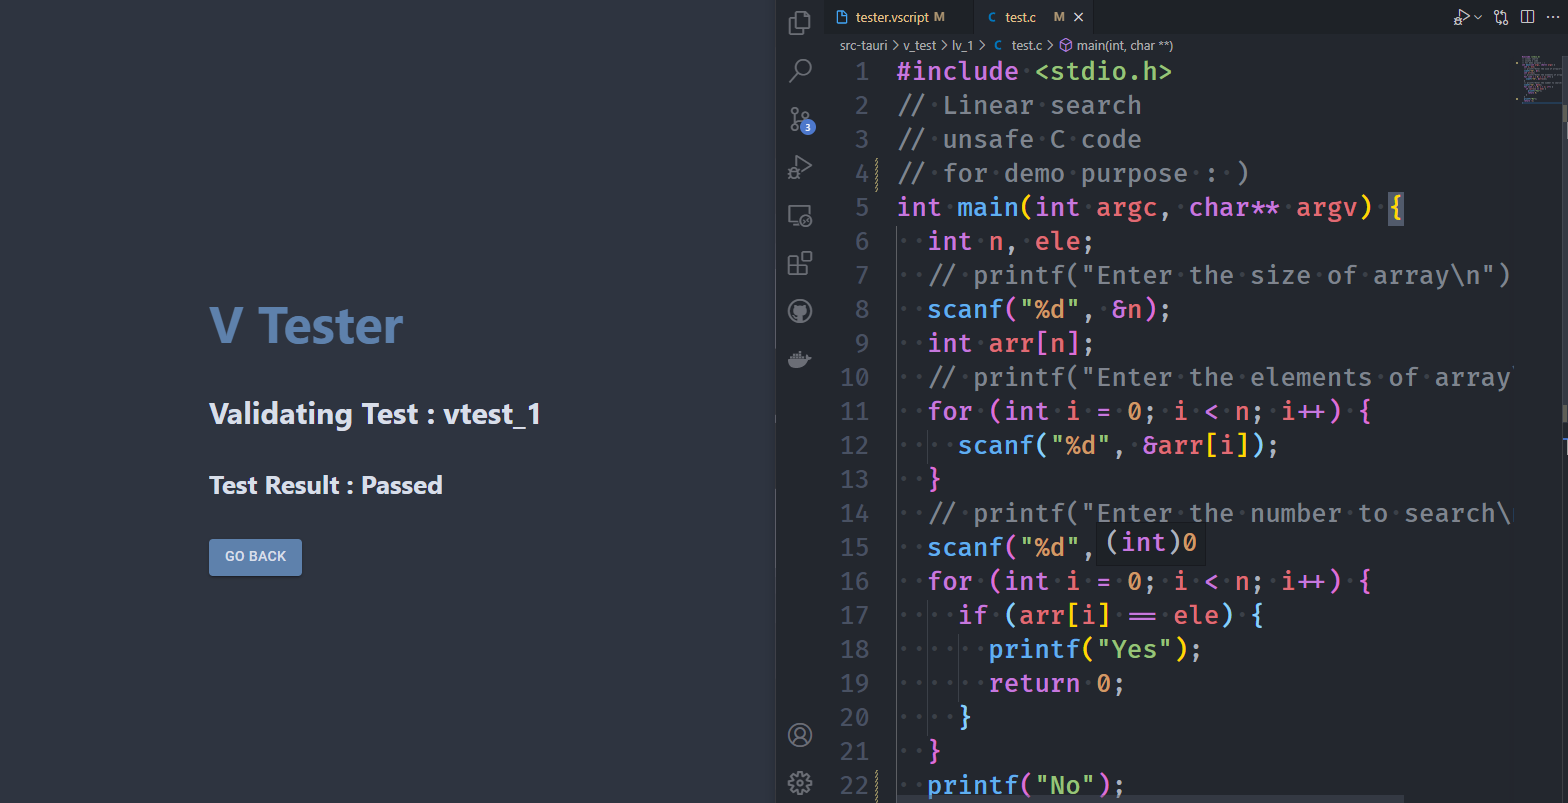 V Tester
Validating Test : vtest_1
Test Result : Passed
GO BACK
3
tester.vscript M
C test.c M
src-tauri > v_test > lv_1 > C test.c > main(int, char **)
1 #include <stdio.h>
2 // Linear search
3 // unsafe C code
4 // for demo purpose : )
5 int main(int argc, char** argv) {
6 int n, ele;
7 // printf("Enter the size of array\n")
8 scanf("%d", &n);
9 int arr[n];
10 // printf("Enter the elements of array
11 for (int i = 0; i < n; i++) {
12 scanf("%d", &arr[i]);
13 }
14 // printf("Enter the number to search\
15 scanf("%d", (int)0
16 for (int i = 0; i < n; i++) {
17 if (arr[i] == ele) {
18 printf("Yes");
19 return 0;
20 }
21 }
22 printf("No");